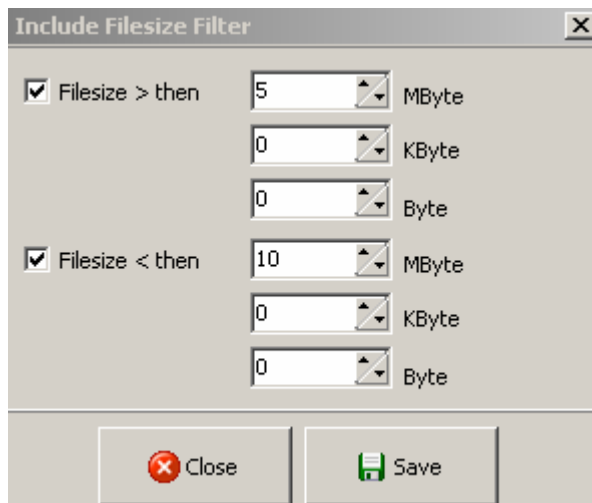 Include Filesize Filter
Filesize > then 5 MByte
0 KByte
0 Byte
Filesize < then 10 MByte
0 KByte
0 Byte
Close Save